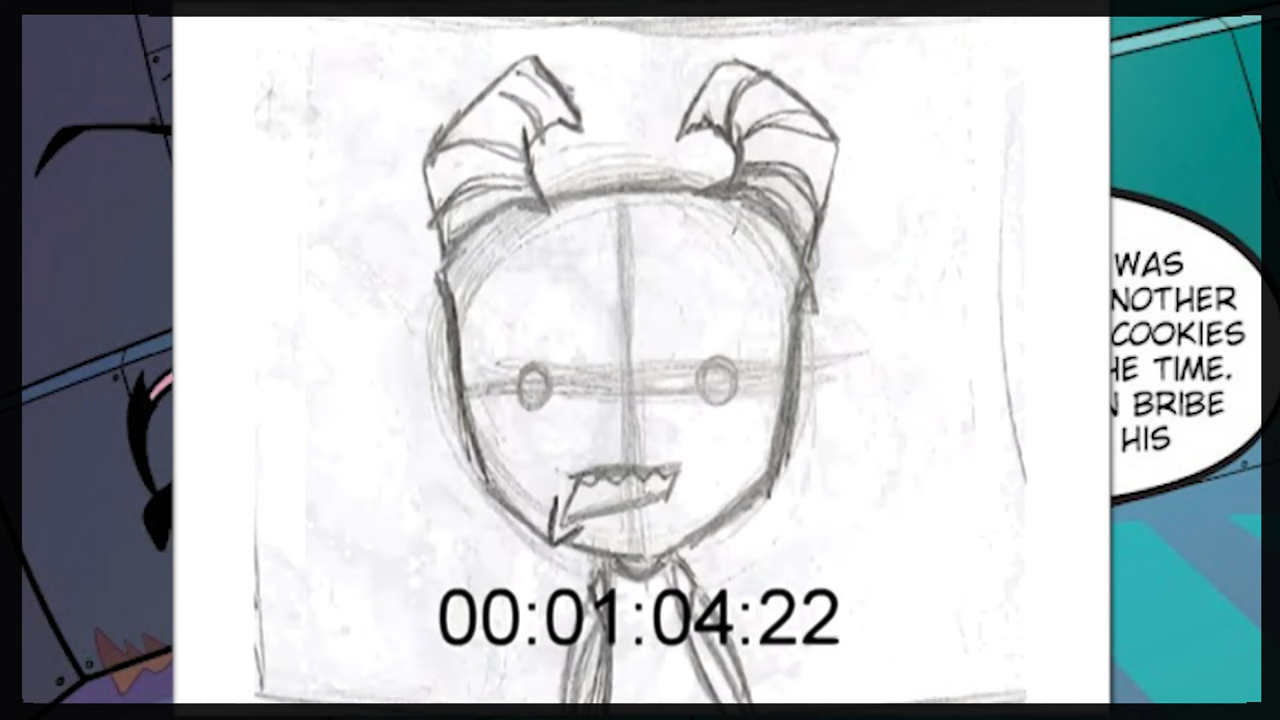 WAS
NOTHER
COOKIES
HE TIME.
BRIBE
HIS
00:01:04:22